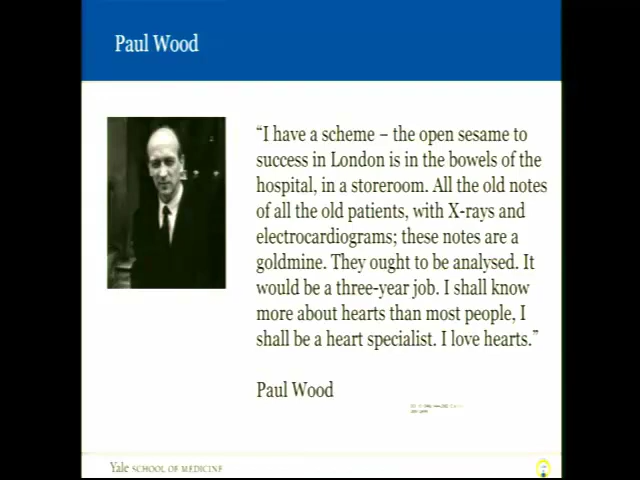 Paul Wood
“I have a scheme – the open sesame to
success in London is in the bowels of the
hospital, in a storeroom. All the old notes
of all the old patients, with X-rays and
electrocardiograms; these notes are a
goldmine. They ought to be analysed. It
would be a three-year job. I shall know
more about hearts than most people, I
shall be a heart specialist. I love hearts.”
Paul Wood
Yale SCHOOL OF MEDICINE